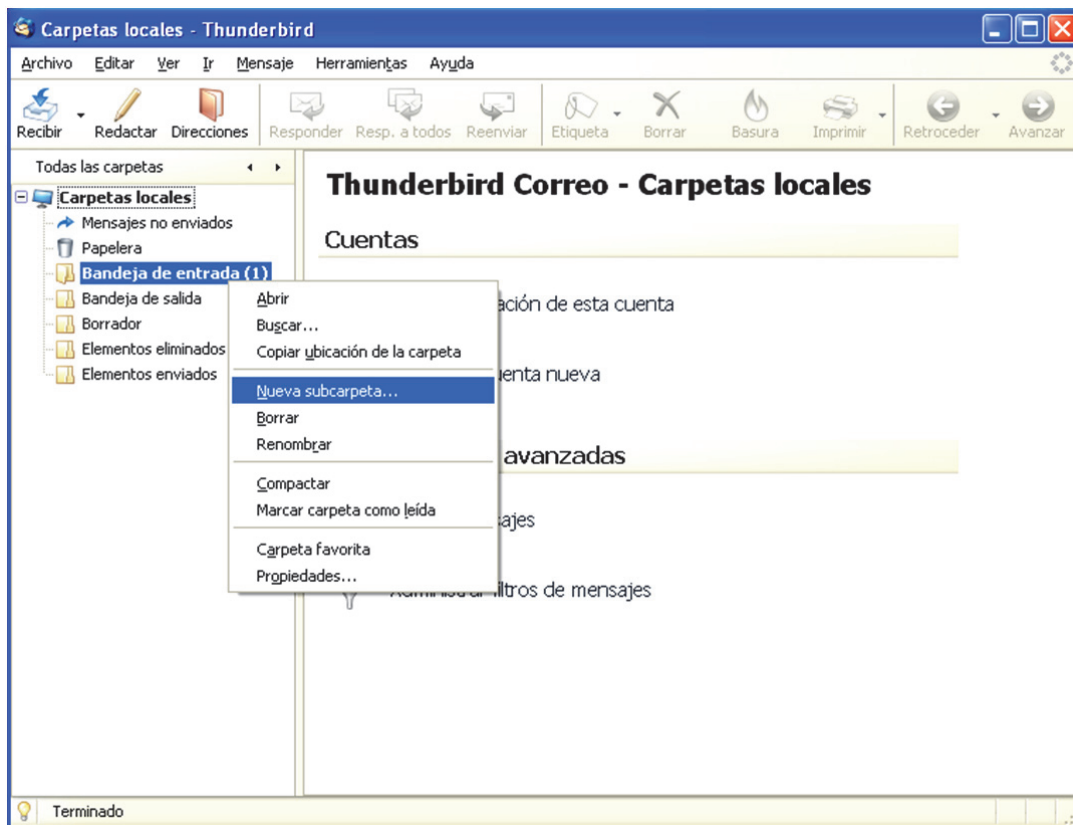 Carpetas locales - Thunderbird
Archivo Editar Ver Ir Mensaje Herramientas Ayuda
Recibir Redactar Direcciones Responder Resp. a todos Reenviar Etiqueta Borrar Basura Imprimir Retroceder Avanzar
Todas las carpetas
Carpetas locales
Mensajes no enviados
Papelera
Bandeja de entrada (1)
Bandeja de salida
Borrador
Elementos eliminados
Elementos enviados
Abrir
Buscar...
Copiar ubicación de la carpeta
Nueva subcarpeta...
Borrar
Renombrar
Compactar
Marcar carpeta como leída
Carpeta favorita
Propiedades...
Thunderbird Correo - Carpetas locales
Cuentas
de esta cuenta
nueva
avanzadas
filtros de mensajes
Terminado